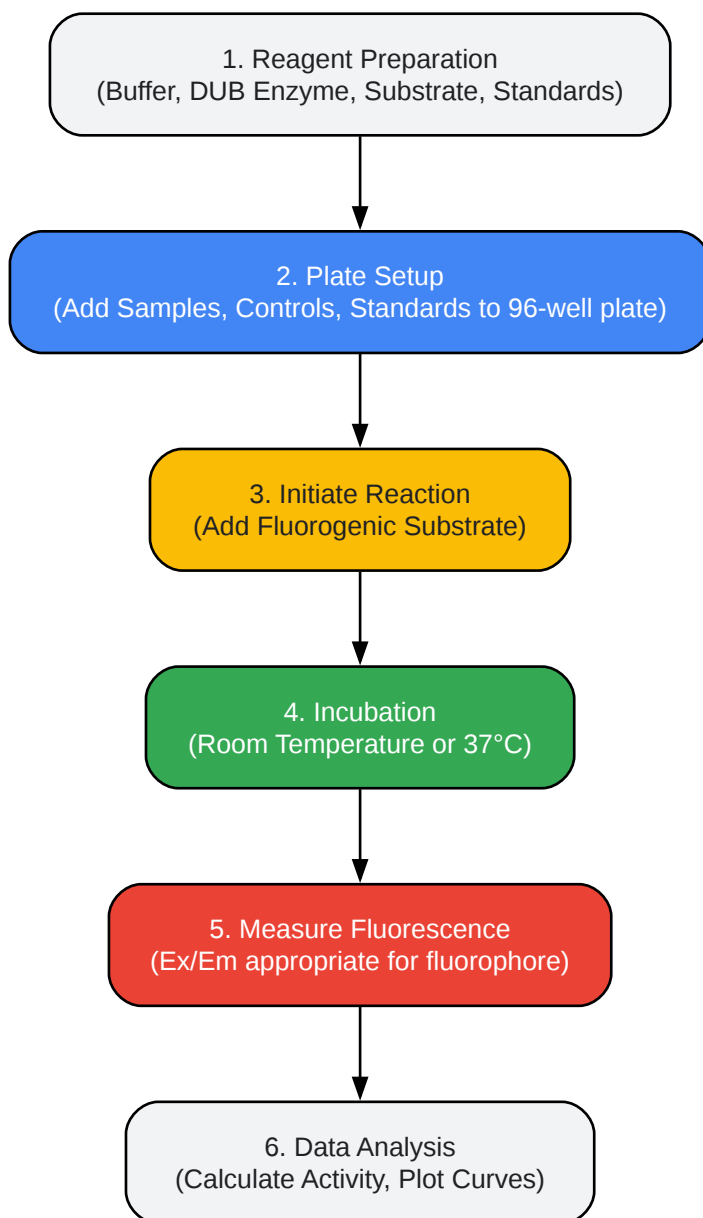 1. Reagent Preparation
(Buffer, DUB Enzyme, Substrate, Standards)
2. Plate Setup
(Add Samples, Controls, Standards to 96-well plate)
3. Initiate Reaction
(Add Fluorogenic Substrate)
4. Incubation
(Room Temperature or 37°C)
5. Measure Fluorescence
(Ex/Em appropriate for fluorophore)
6. Data Analysis
(Calculate Activity, Plot Curves)